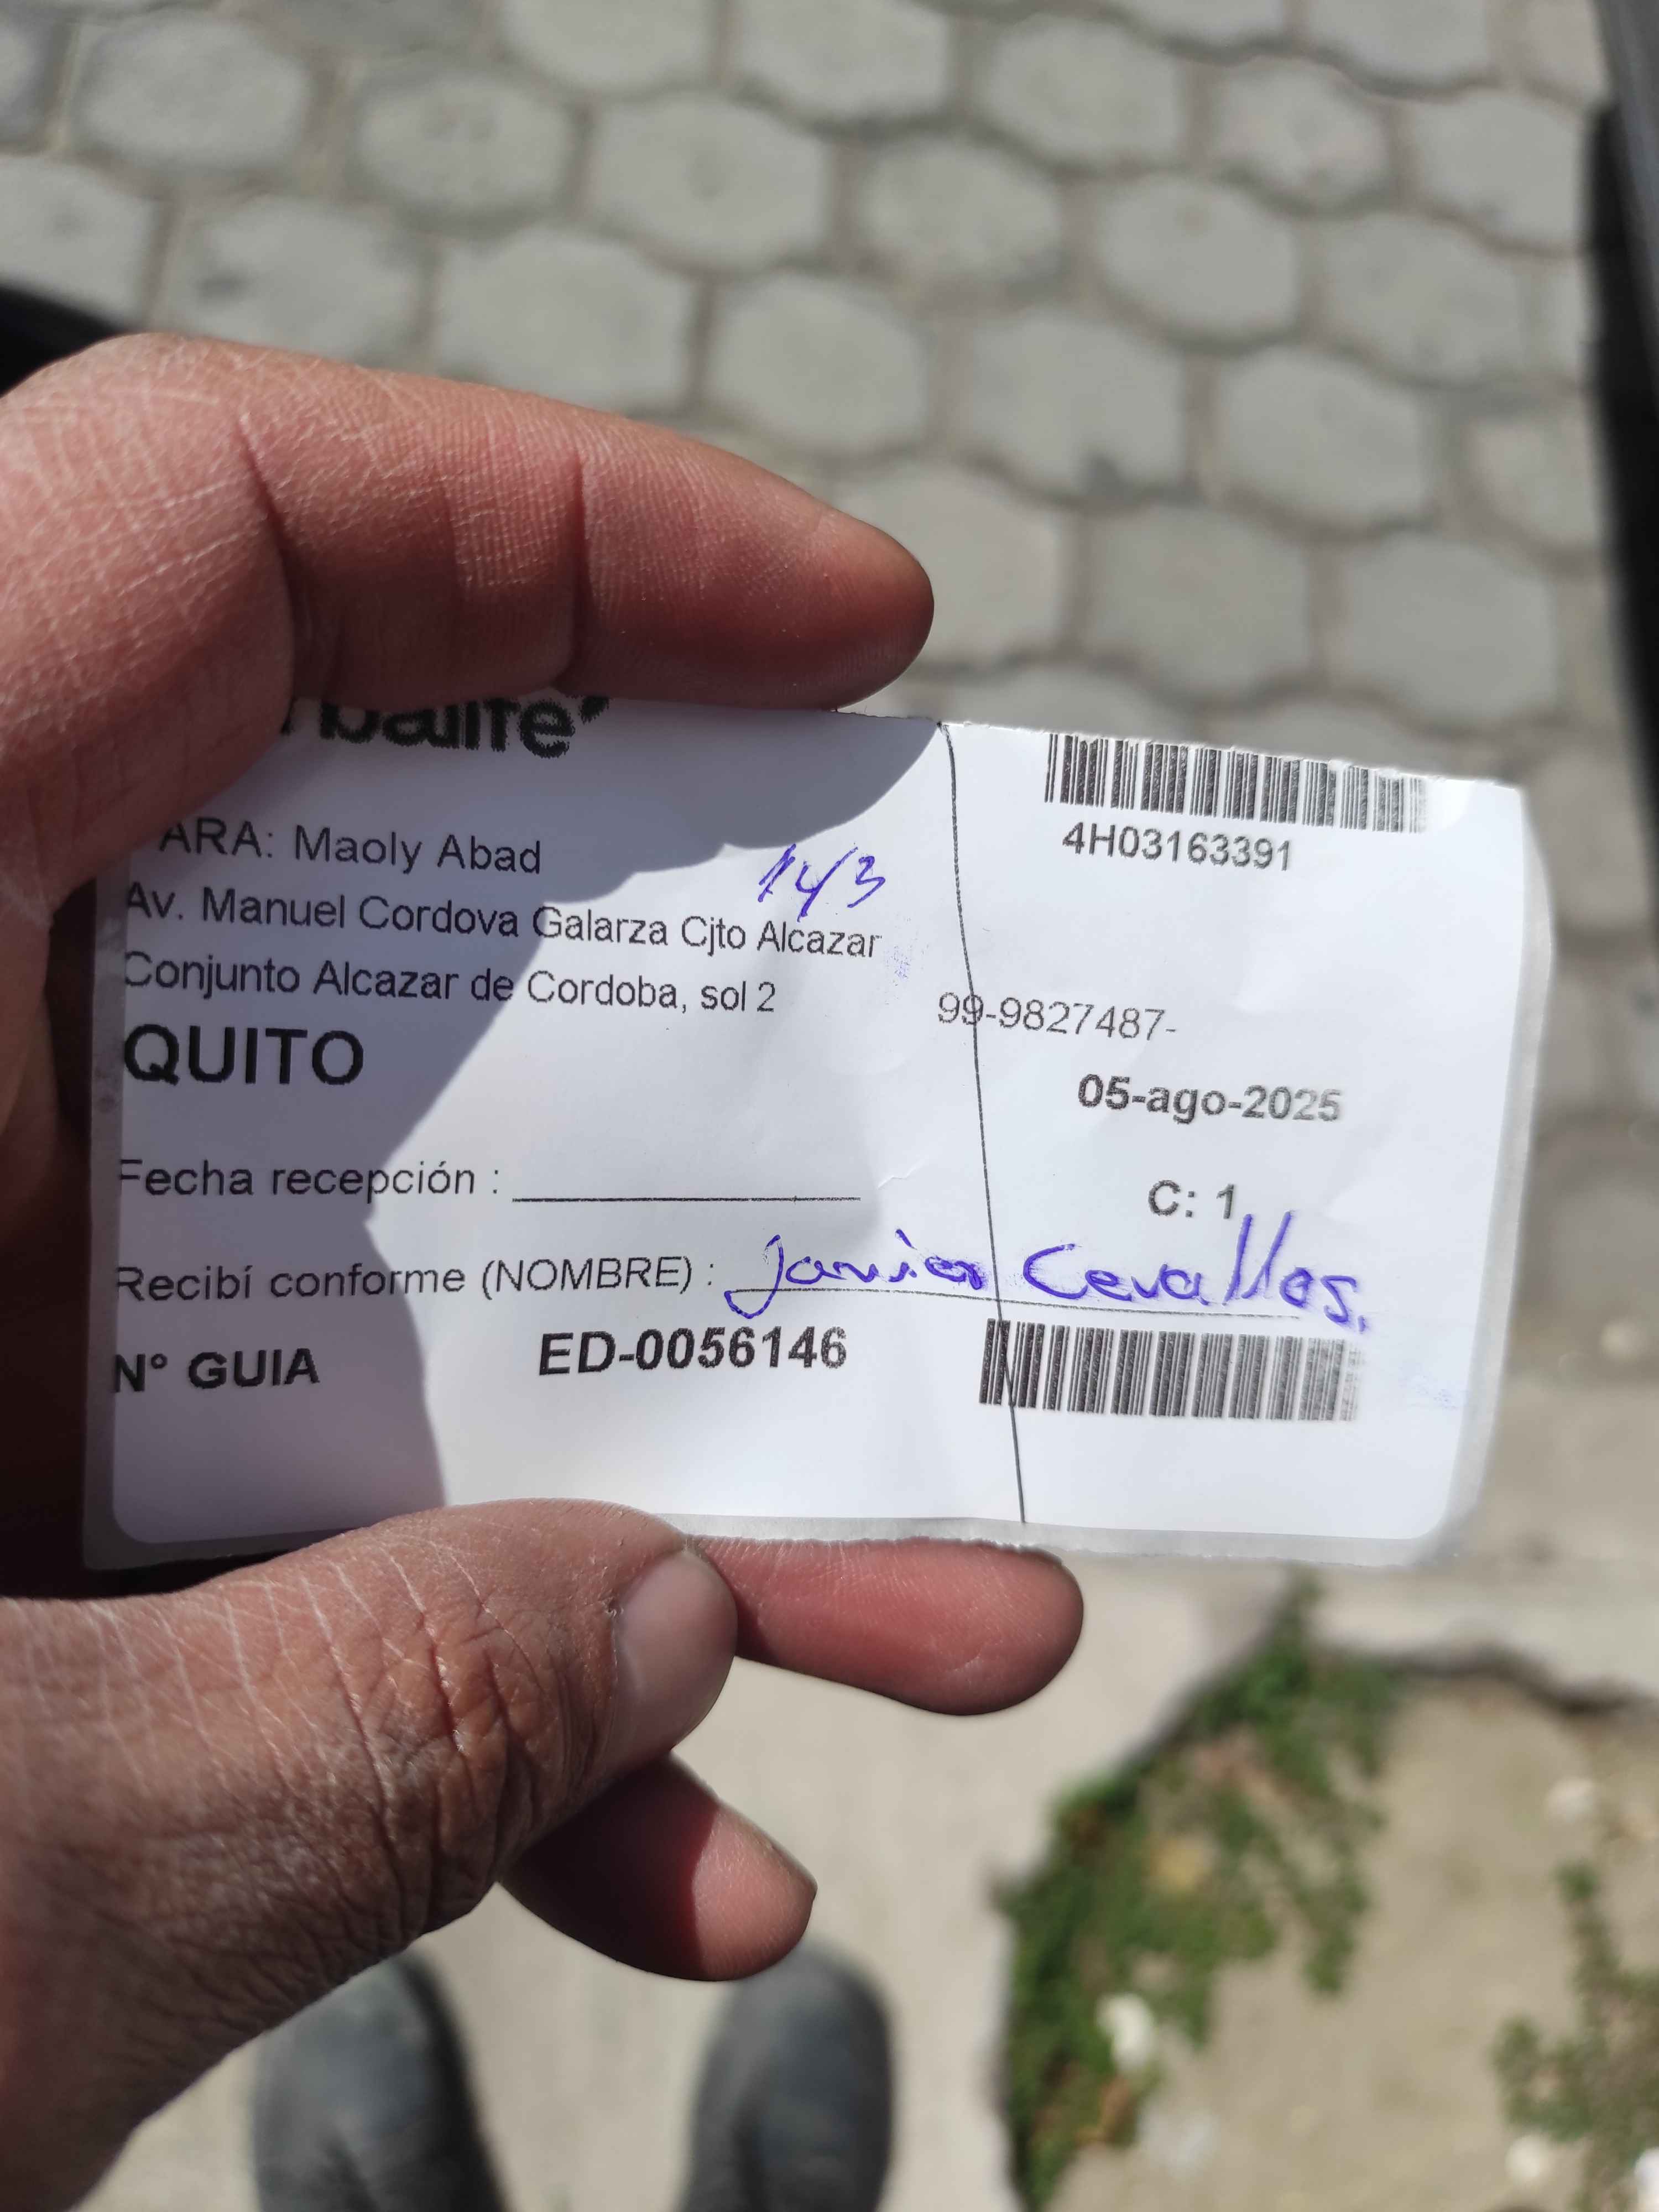 rbalife
4H03163391
ARA: Maoly Abad
143
Av. Manuel Cordova Galarza Cjto Alcazar
Conjunto Alcazar de Cordoba, sol 2
99-9827487-
QUITO
05-ago-2025
Fecha recepción :
C: 1
Recibí conforme (NOMBRE) : Javier Cevallos.
N° GUIA ED-0056146